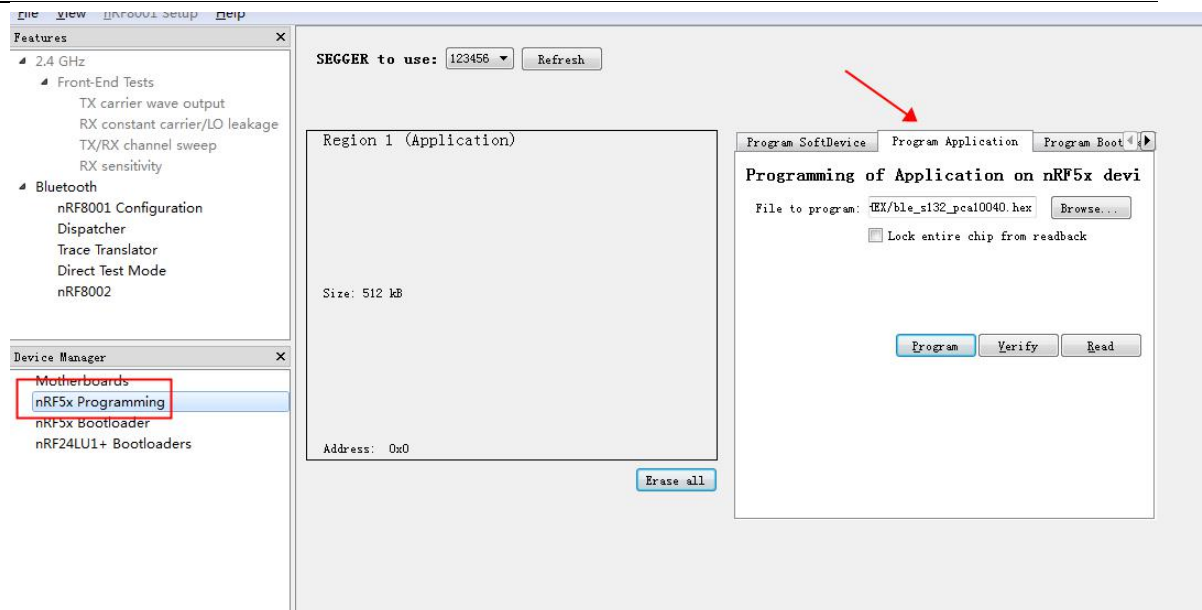 File View nRF8001 Setup Help
Features
2.4 GHz
Front-End Tests
TX carrier wave output
RX constant carrier/LO leakage
TX/RX channel sweep
RX sensitivity
Bluetooth
nRF8001 Configuration
Dispatcher
Trace Translator
Direct Test Mode
nRF8002
Device Manager
Motherboards
nRF5x Programming
nRF5x Bootloader
nRF24LU1+ Bootloaders
SEGGER to use: 123456 Refresh
Region 1 (Application)
Size: 512 kB
Address: 0x0
Erase all
Program SoftDevice Program Application Program Boot
Programming of Application on nRF5x devi
File to program: HEX/ble_s132_pca10040.hex Browse...
Lock entire chip from readback
Program Verify Read